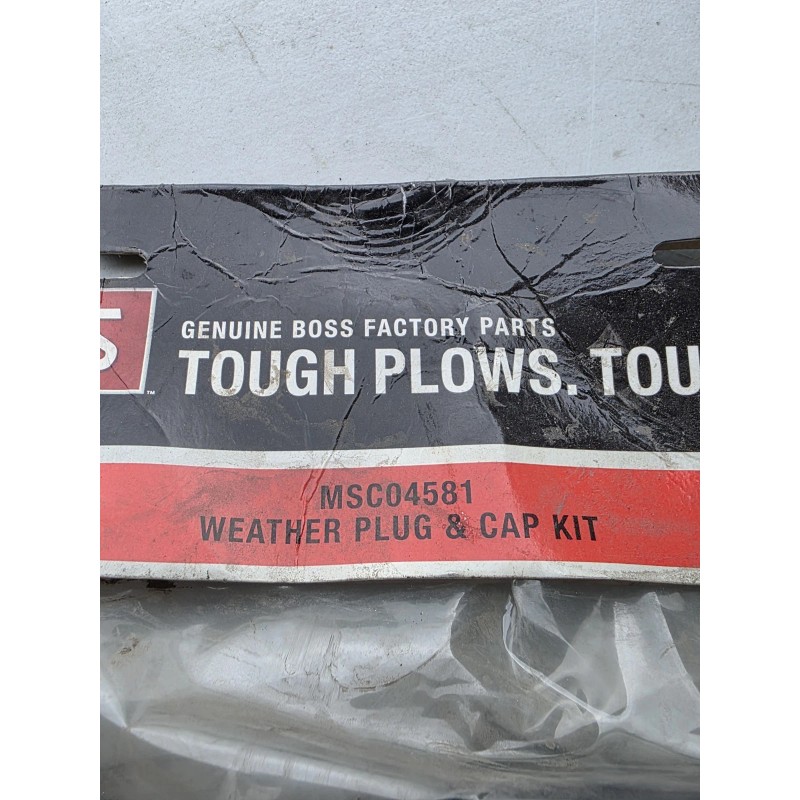 GENUINE BOSS FACTORY PARTS
TOUGH PLOWS. TOU
MSC04581
WEATHER PLUG & CAP KIT